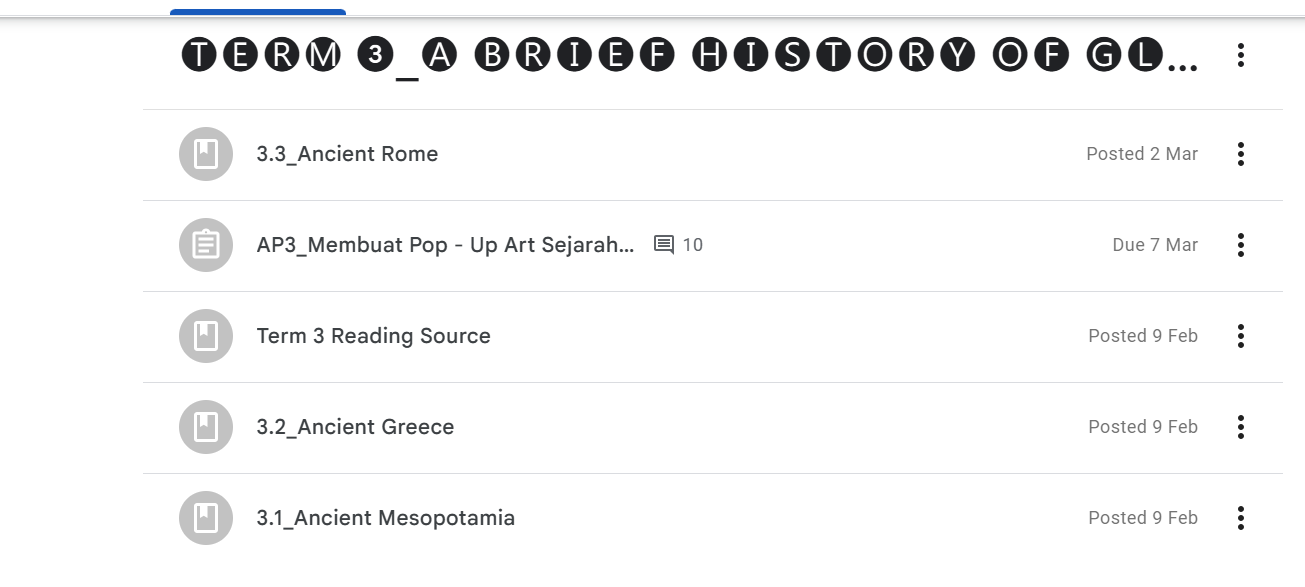 🅣🅔🅡🅜 ❸_🅐 🅑🅡🅘🅔🅕 🅗🅘🅢🅣🅞🅡🅨 🅞🅕 🅖🅛...
3.3_Ancient Rome Posted 2 Mar
AP3_Membuat Pop - Up Art Sejarah... 10 Due 7 Mar
Term 3 Reading Source Posted 9 Feb
3.2_Ancient Greece Posted 9 Feb
3.1_Ancient Mesopotamia Posted 9 Feb